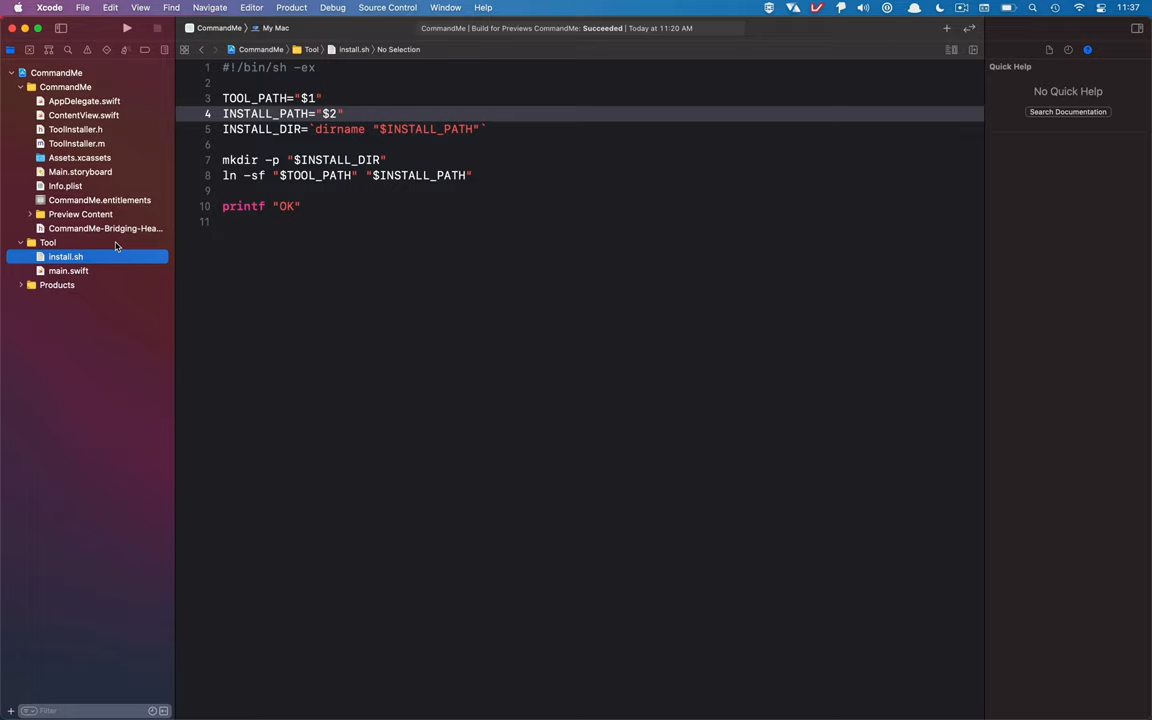 Xcode File Edit View Find Navigate Editor Product Debug Source Control Window Help 11:37
CommandMe 〉 My Mac
CommandMe | Build for Previews CommandMe: Succeeded | Today at 11:20 AM
CommandMe 〉 Tool 〉 install.sh 〉 No Selection
CommandMe
CommandMe
AppDelegate.swift
ContentView.swift
ToolInstaller.h
ToolInstaller.m
Assets.xcassets
Main.storyboard
Info.plist
CommandMe.entitlements
Preview Content
CommandMe-Bridging-Hea...
Tool
install.sh
main.swift
Products
Filter
1 #!/bin/sh -ex
2
3 TOOL_PATH="$1"
4 INSTALL_PATH="$2"
5 INSTALL_DIR=`dirname "$INSTALL_PATH"`
6
7 mkdir -p "$INSTALL_DIR"
8 ln -sf "$TOOL_PATH" "$INSTALL_PATH"
9
10 printf "OK"
11
Quick Help
No Quick Help
Search Documentation